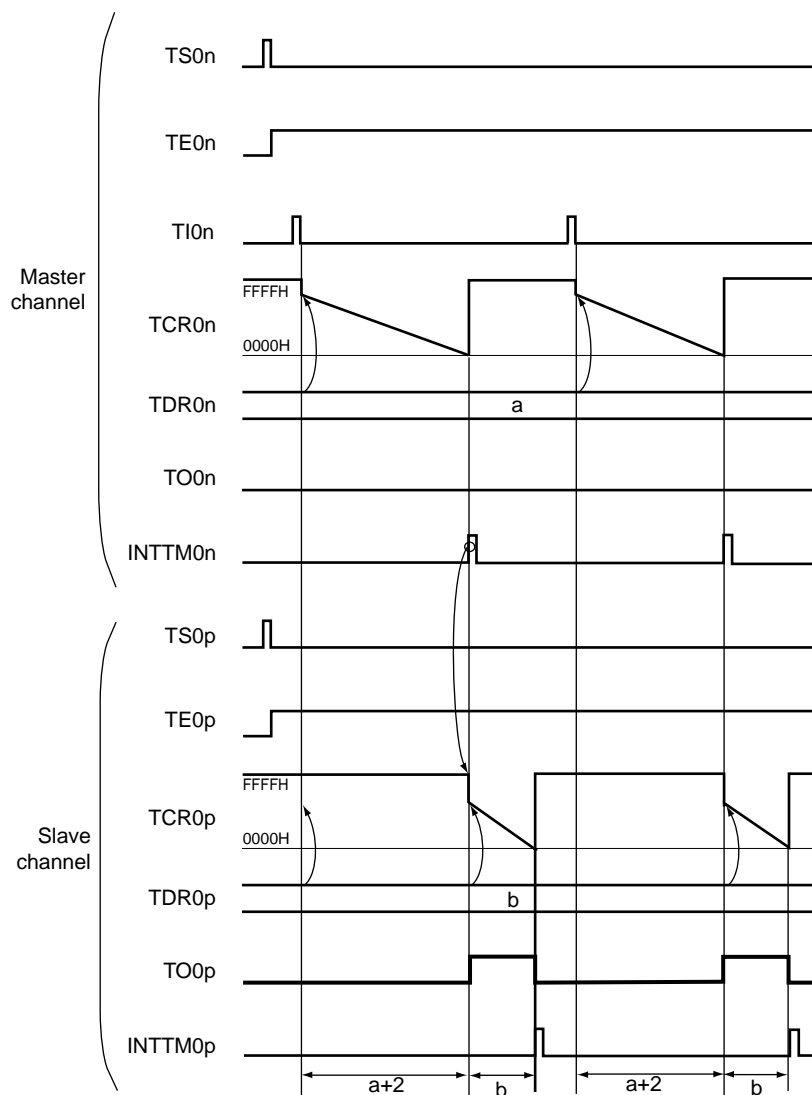 TS0n
TE0n
TI0n
Master
channel
FFFFH
TCR0n
0000H
TDR0n
a
TO0n
INTTM0n
TS0p
TE0p
FFFFH
TCR0p
0000H
Slave
channel
TDR0p
b
TO0p
INTTM0p
a+2
b
a+2
b